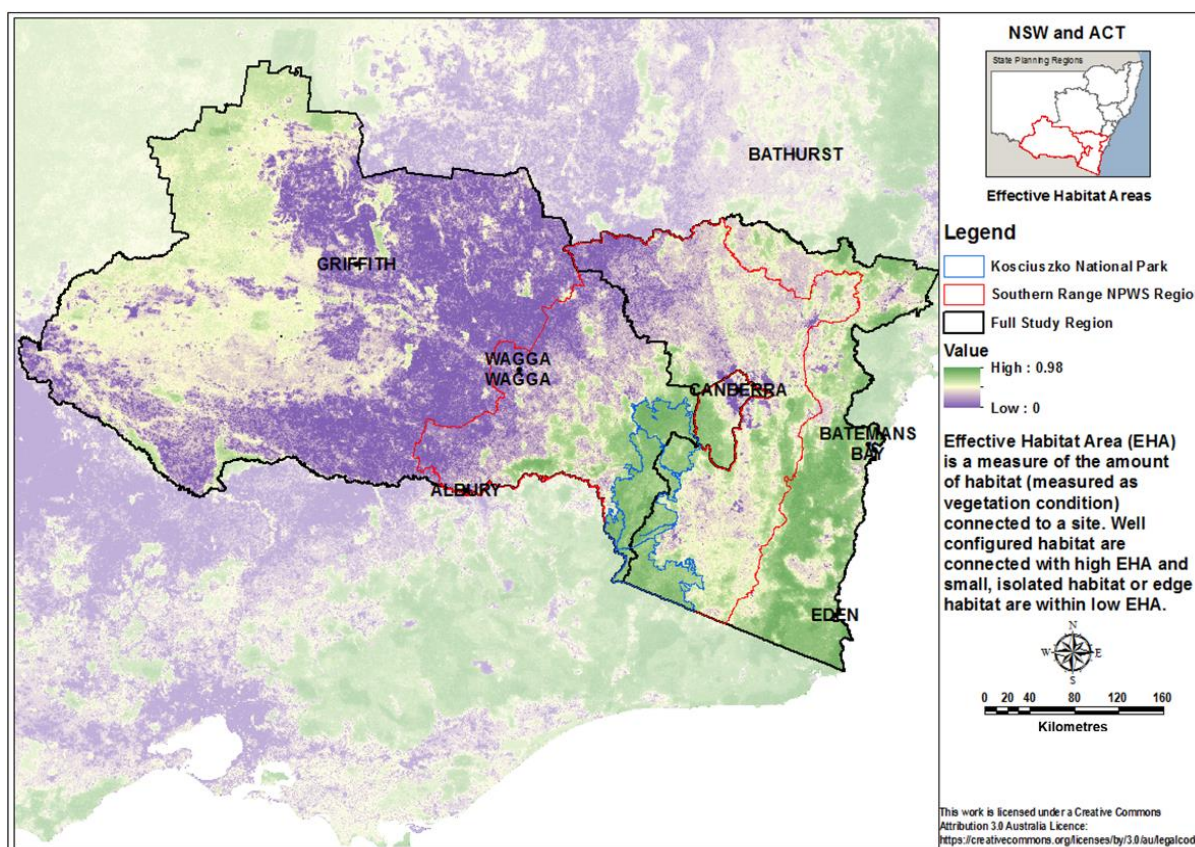 BATHURST
GRIFFITH
WAGGA
WAGGA
CANBERRA
BATEMANS
BAY
ALBURY
EDEN
NSW and ACT
State Planning Regions
Effective Habitat Areas
Legend
Kosciuszko National Park
Southern Range NPWS Regio
Full Study Region
Value
High : 0.98
Low : 0
Effective Habitat Area (EHA)
is a measure of the amount
of habitat (measured as
vegetation condition)
connected to a site. Well
configured habitat are
connected with high EHA and
small, isolated habitat or edge
habitat are within low EHA.
N
W E
S
0 20 40 80 120 160
Kilometres
This work is licensed under a Creative Commons
Attribution 3.0 Australia Licence:
https://creativecommons.org/licenses/by/3.0/au/legalcod